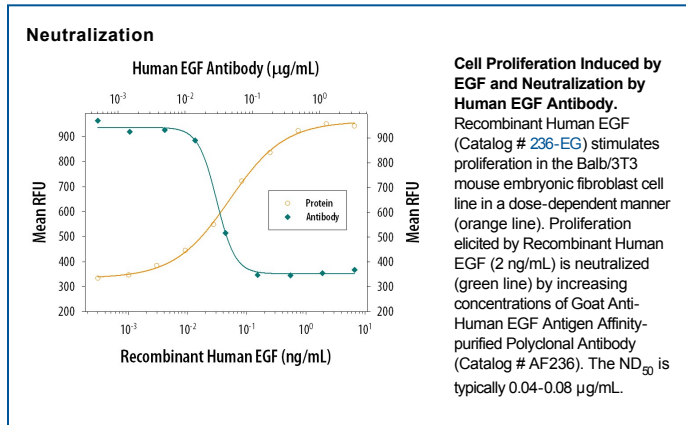 Neutralization
Human EGF Antibody (μg/mL)
10⁻³ 10⁻² 10⁻¹ 10⁰
Mean RFU
900
800
700
600
500
400
300
200
Protein
Antibody
900
800
700
600
500
400
300
200
Mean RFU
10⁻³ 10⁻² 10⁻¹ 10⁰ 10¹
Recombinant Human EGF (ng/mL)
Cell Proliferation Induced by
EGF and Neutralization by
Human EGF Antibody.
Recombinant Human EGF
(Catalog # 236-EG) stimulates
proliferation in the Balb/3T3
mouse embryonic fibroblast cell
line in a dose-dependent manner
(orange line). Proliferation
elicited by Recombinant Human
EGF (2 ng/mL) is neutralized
(green line) by increasing
concentrations of Goat Anti-
Human EGF Antigen Affinity-
purified Polyclonal Antibody
(Catalog # AF236). The ND₅₀ is
typically 0.04-0.08 μg/mL.